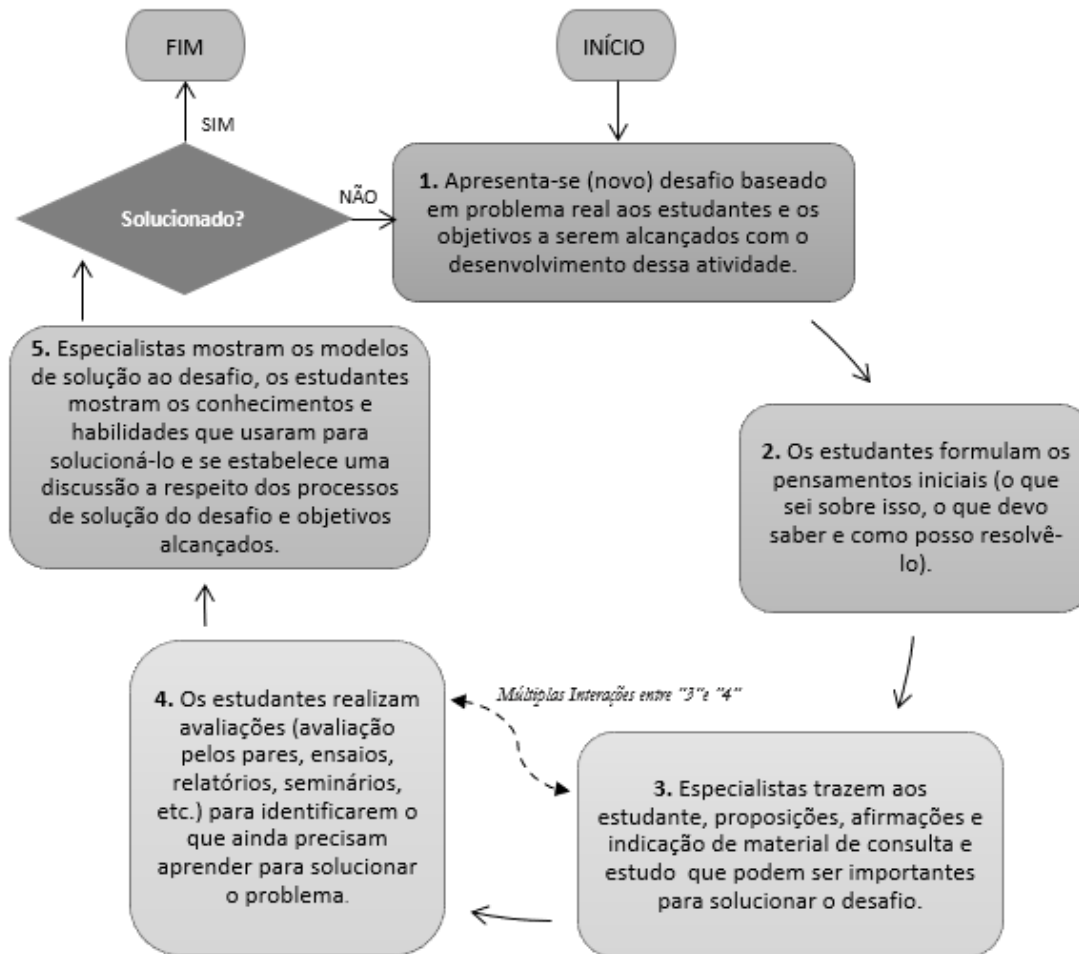 FIM
INÍCIO
SIM
Solucionado?
NÃO
1. Apresenta-se (novo) desafio baseado
em problema real aos estudantes e os
objetivos a serem alcançados com o
desenvolvimento dessa atividade.
2. Os estudantes formulam os
pensamentos iniciais (o que
sei sobre isso, o que devo
saber e como posso resolvê-
lo).
3. Especialistas trazem aos
estudante, proposições, afirmações e
indicação de material de consulta e
estudo que podem ser importantes
para solucionar o desafio.
Múltiplas Interações entre "3"e "4"
4. Os estudantes realizam
avaliações (avaliação
pelos pares, ensaios,
relatórios, seminários,
etc.) para identificarem o
que ainda precisam
aprender para solucionar
o problema.
5. Especialistas mostram os modelos
de solução ao desafio, os estudantes
mostram os conhecimentos e
habilidades que usaram para
solucioná-lo e se estabelece uma
discussão a respeito dos processos
de solução do desafio e objetivos
alcançados.